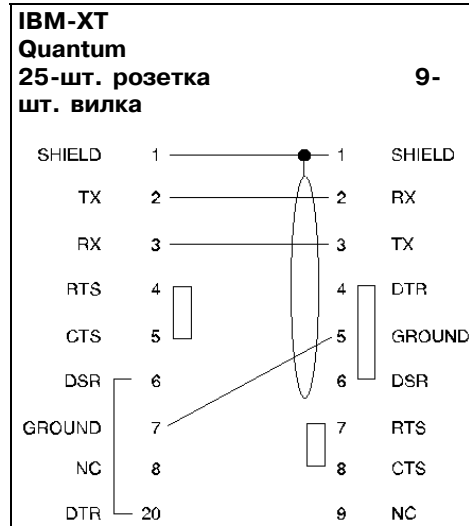 IBM-XT
Quantum
25-шт. розетка 9-
шт. вилка
SHIELD 1 1 SHIELD
TX 2 2 RX
RX 3 3 TX
RTS 4 4 DTR
CTS 5 5 GROUND
DSR 6 6 DSR
GROUND 7 7 RTS
NC 8 8 CTS
DTR 20 9 NC